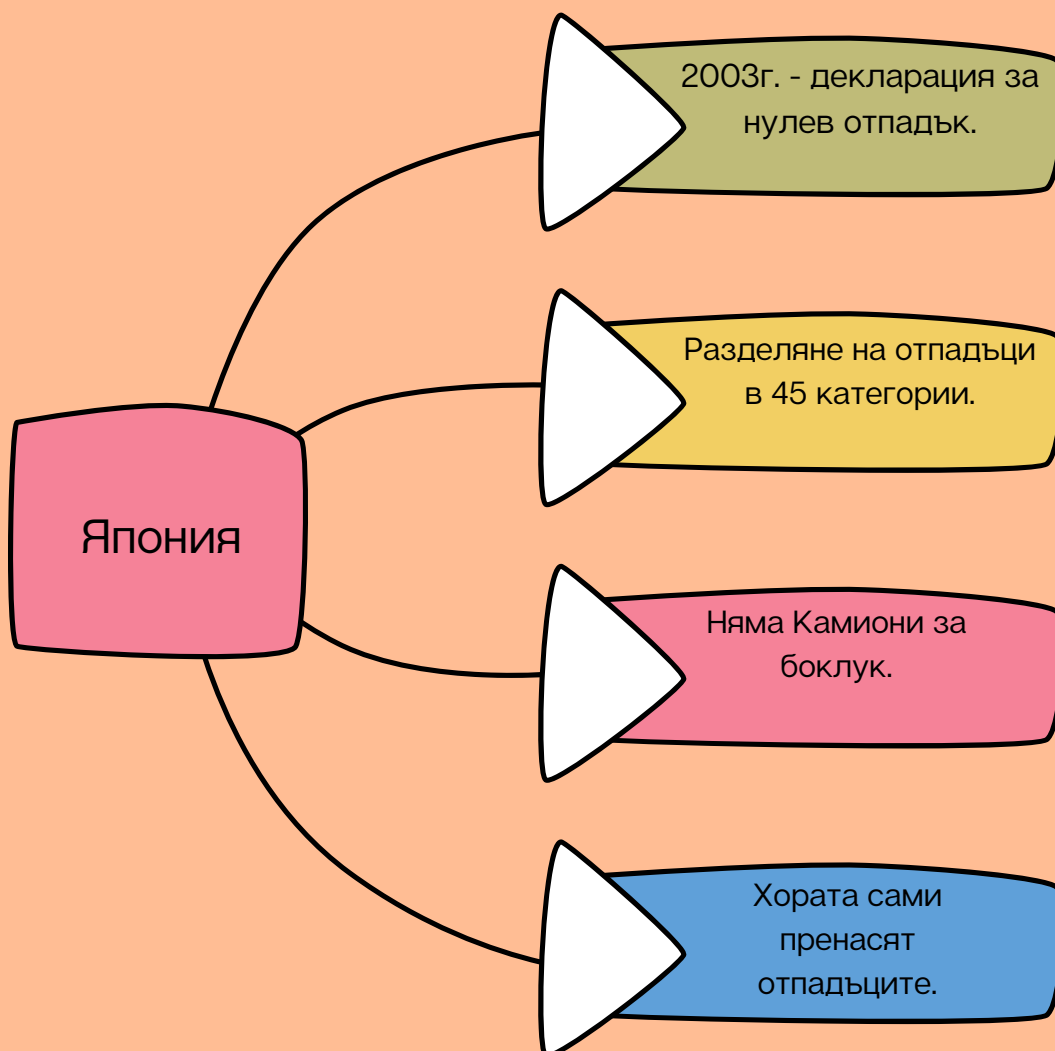 2003г. - декларация за
нулев отпадък.
Разделяне на отпадъци
в 45 категории.
Япония
Няма Камиони за
боклук.
Хората сами
пренасят
отпадъците.